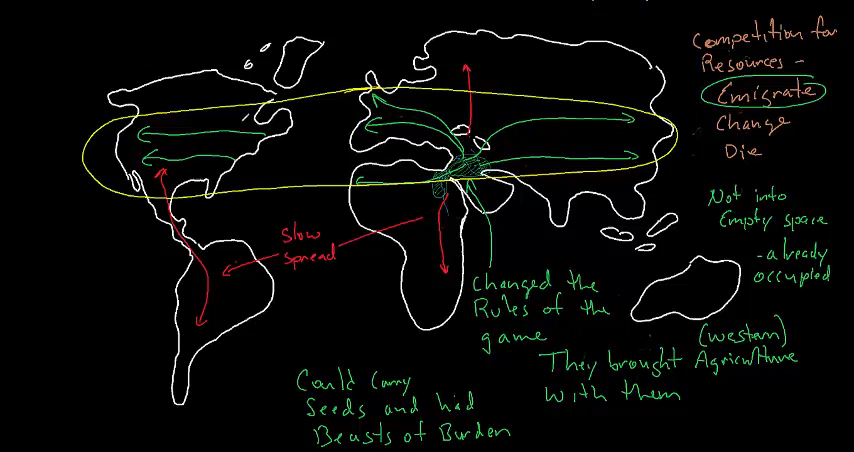 Competition for
Resources -
Emigrate
Change
Die
Not into
Empty space
- already
occupied
Slow
spread
Changed the
Rules of the
game
(western)
They brought Agriculture
with them
Could carry
Seeds and had
Beasts of Burden